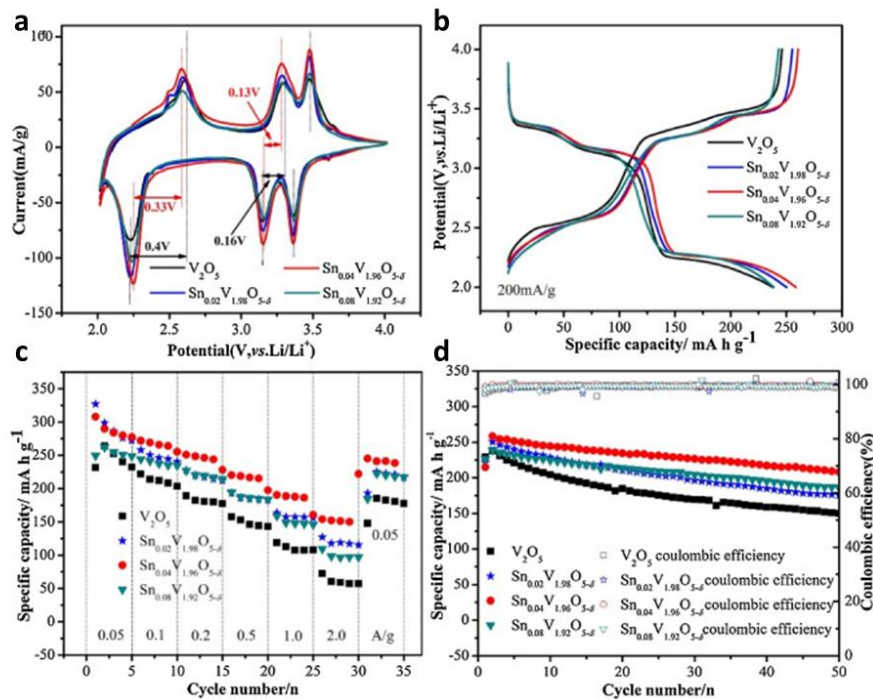 a
100
50
0
-50
-100
-150
Current(mA/g)
0.13V
0.33V
0.4V
0.16V
V₂O₅
Sn₀.₀₄V₁.₉₆O₅₋δ
Sn₀.₀₂V₁.₉₈O₅₋δ
Sn₀.₀₈V₁.₉₂O₅₋δ
2.0 2.5 3.0 3.5 4.0
Potential(V,vs.Li/Li⁺)
b
4.0
3.5
3.0
2.5
2.0
Potential(V,vs.Li/Li⁺)
V₂O₅
Sn₀.₀₂V₁.₉₈O₅₋δ
Sn₀.₀₄V₁.₉₆O₅₋δ
Sn₀.₀₈V₁.₉₂O₅₋δ
200mA/g
0 50 100 150 200 250 300
Specific capacity/ mA h g⁻¹
c
350
300
250
200
150
100
50
0
-50
Specific capacity/ mA h g⁻¹
V₂O₅
Sn₀.₀₂V₁.₉₈O₅₋δ
Sn₀.₀₄V₁.₉₆O₅₋δ
Sn₀.₀₈V₁.₉₂O₅₋δ
0.05
0.05 0.1 0.2 0.5 1.0 2.0 A/g
0 5 10 15 20 25 30 35
Cycle number/n
d
350
300
250
200
150
100
50
0
-50
Specific capacity/ mA h g⁻¹
V₂O₅
Sn₀.₀₂V₁.₉₈O₅₋δ
Sn₀.₀₄V₁.₉₆O₅₋δ
Sn₀.₀₈V₁.₉₂O₅₋δ
V₂O₅ coulombic efficiency
Sn₀.₀₂V₁.₉₈O₅₋δ coulombic efficiency
Sn₀.₀₄V₁.₉₆O₅₋δ coulombic efficiency
Sn₀.₀₈V₁.₉₂O₅₋δ coulombic efficiency
100
80
60
40
20
0
Coulombic efficiency(%)
0 10 20 30 40 50
Cycle number/n